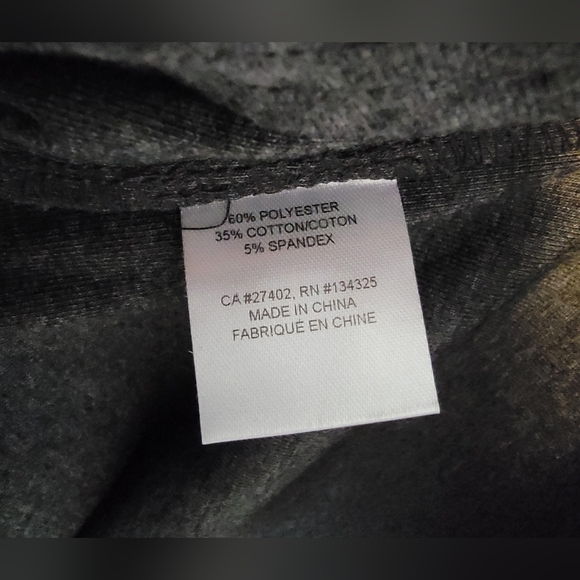 60% POLYESTER
35% COTTON/COTON
5% SPANDEX
CA #27402, RN #134325
MADE IN CHINA
FABRIQUÉ EN CHINE